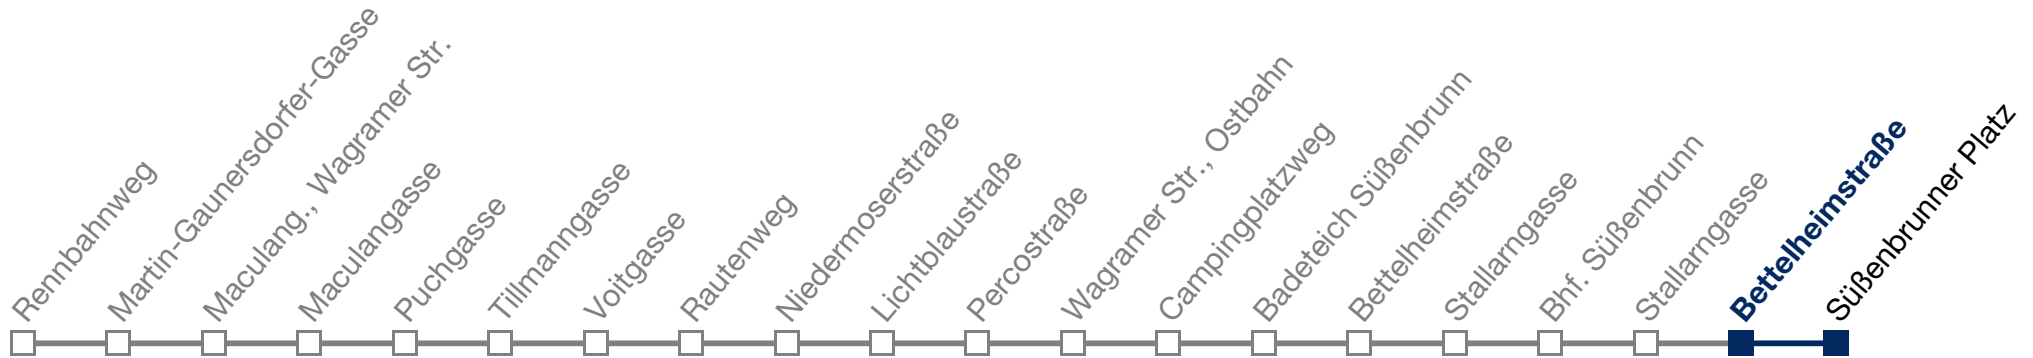 Rennbahnweg
Martin-Gaunersdorfer-Gasse
Maculang., Wagramer Str.
Maculangasse
Puchgasse
Tillmanngasse
Voitgasse
Rautenweg
Niedermoserstraße
Lichtblaustraße
Percostraße
Wagramer Str., Ostbahn
Campingplatzweg
Badeteich Süßenbrunn
Bettelheimstraße
Stallarngasse
Bhf. Süßenbrunn
Stallarngasse
Bettelheimstraße
Süßenbrunner Platz